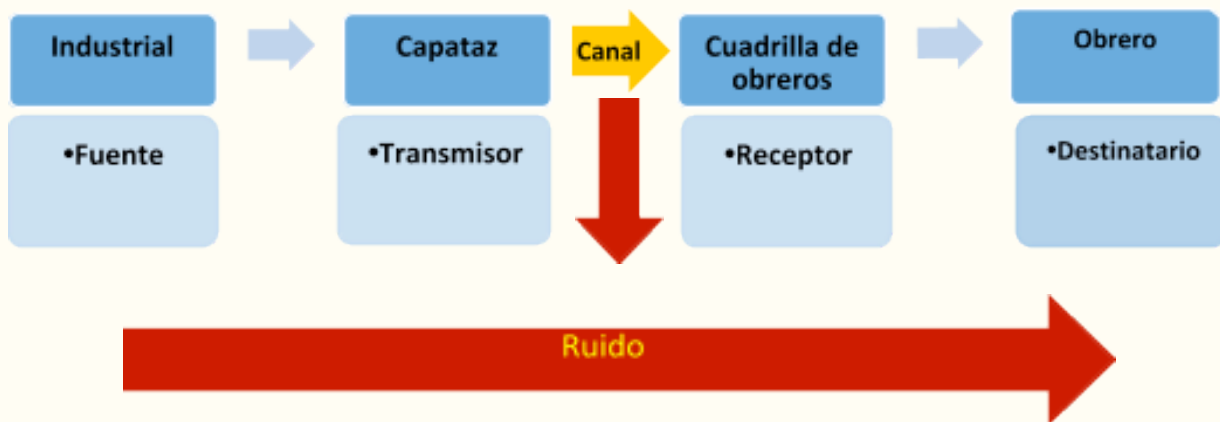 Industrial
Capataz
Canal
Cuadrilla de
obreros
Obrero
•Fuente
•Transmisor
•Receptor
•Destinatario
Ruido